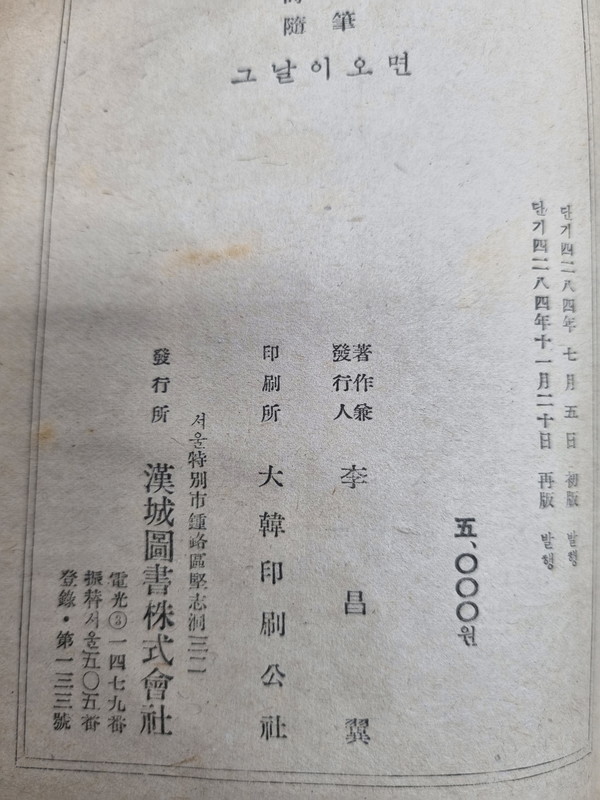 隨筆
그날이오면
단기四二八四年 七月 五日 初版 발행
단기四二八四年十一月二十日 再版 발행
五、〇〇〇원
著作兼
發行人 李昌翼
印刷所 大韓印刷公社
서울特別市鍾路區堅志洞三二
發行所 漢城圖書株式會社
電光③一四七九番
振替서울五〇五番
登錄・第一三三號